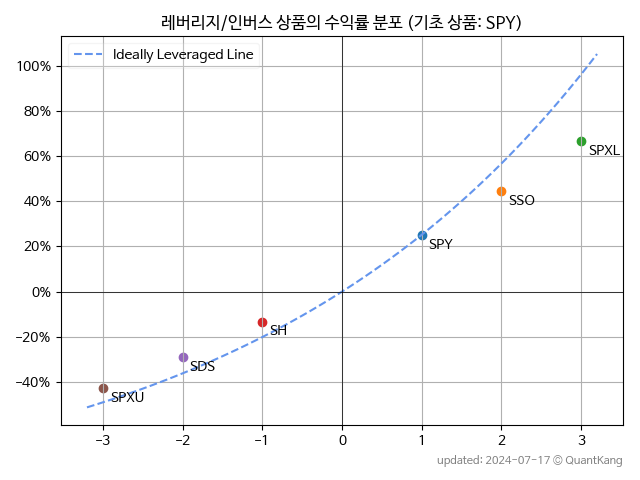 레버리지/인버스 상품의 수익률 분포 (기초 상품: SPY)
Ideally Leveraged Line
100%
80%
60%
40%
20%
0%
−20%
−40%
SPXL
SSO
SPY
SH
SDS
SPXU
−3 −2 −1 0 1 2 3
updated: 2024-07-17 © QuantKang